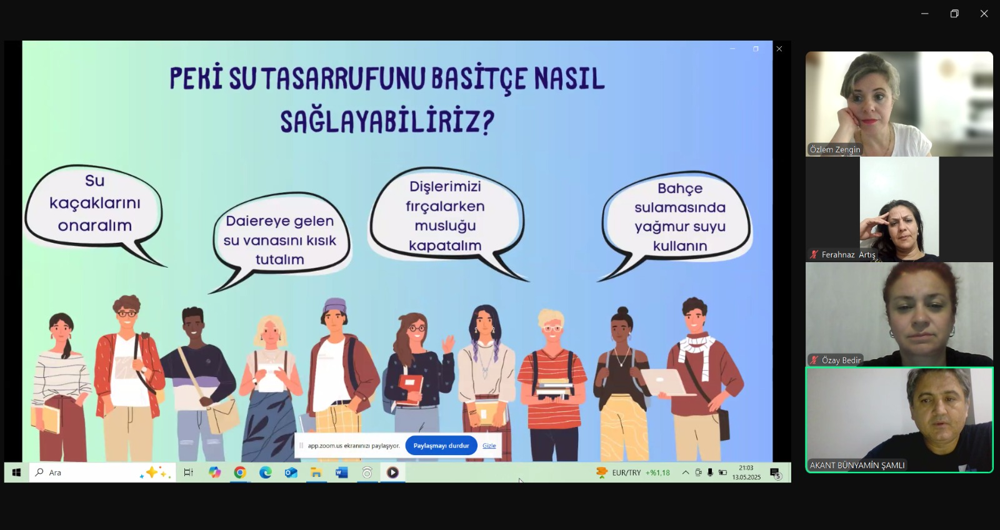 PEKİ SU TASARRUFUNU BASİTÇE NASIL
SAĞLAYABİLİRİZ?
Su
kaçaklarını
onaralım
Daiereye gelen
su vanasını kısık
tutalım
Dişlerimizi
fırçalarken
musluğu
kapatalım
Bahçe
sulamasında
yağmur suyu
kullanın
app.zoom.us ekranınızı paylaşıyor.
Paylaşmayı durdur
Gizle
Ara
EUR/TRY +%1,18
21:03
13.05.2025
5
Özlem Zengin
Ferahnaz Artış
Özay Bedir
AKANT BÜNYAMİN ŞAMLI